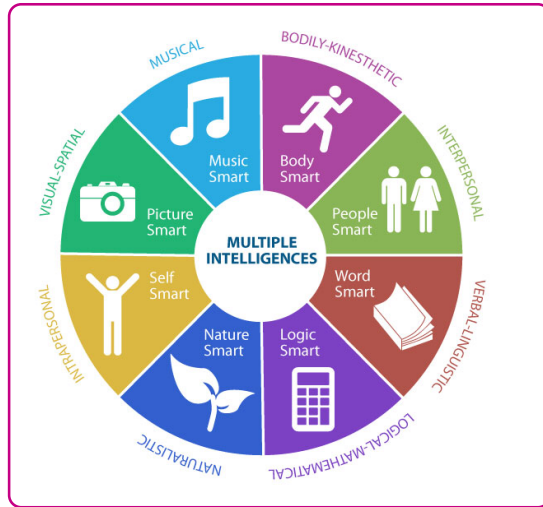 MUSICAL
BODILY-KINESTHETIC
INTERPERSONAL
VERBAL-LINGUISTIC
LOGICAL-MATHEMATICAL
NATURALISTIC
INTRAPERSONAL
VISUAL-SPATIAL
Music
Smart
Body
Smart
People
Smart
Word
Smart
Logic
Smart
Nature
Smart
Self
Smart
Picture
Smart
MULTIPLE
INTELLIGENCES